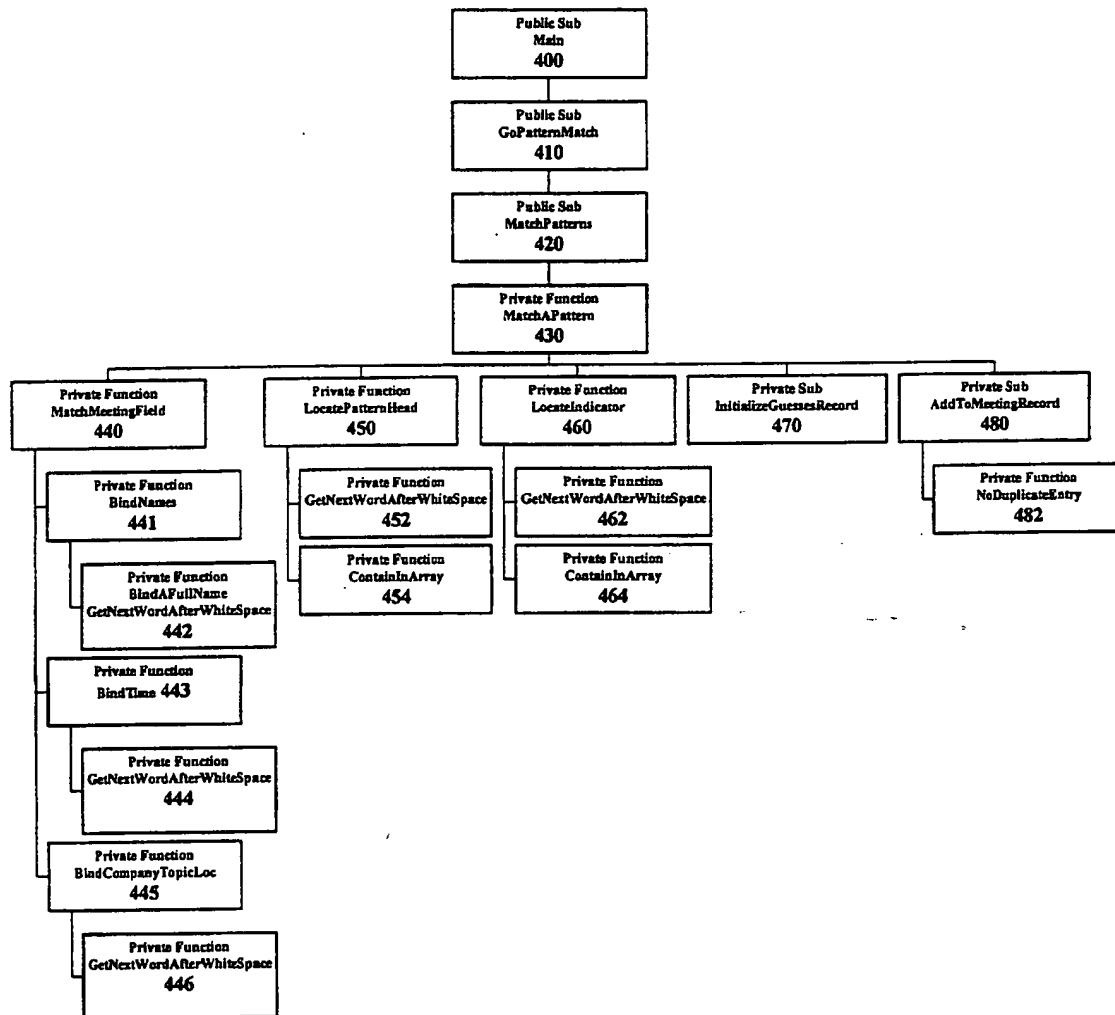 Public Sub
Main
400
Public Sub
GoPatternMatch
410
Public Sub
MatchPatterns
420
Private Function
MatchAPattern
430
Private Function
MatchMeetingField
440
Private Function
LocatePatternHead
450
Private Function
LocateIndicator
460
Private Sub
InitializeGuessesRecord
470
Private Sub
AddToMeetingRecord
480
Private Function
BindNames
441
Private Function
GetNextWordAfterWhiteSpace
452
Private Function
GetNextWordAfterWhiteSpace
462
Private Function
NoDuplicateEntry
482
Private Function
ContainInArray
454
Private Function
ContainInArray
464
Private Function
BindAFullName
GetNextWordAfterWhiteSpace
442
Private Function
BindTime 443
Private Function
GetNextWordAfterWhiteSpace
444
Private Function
BindCompanyTopicLoc
445
Private Function
GetNextWordAfterWhiteSpace
446